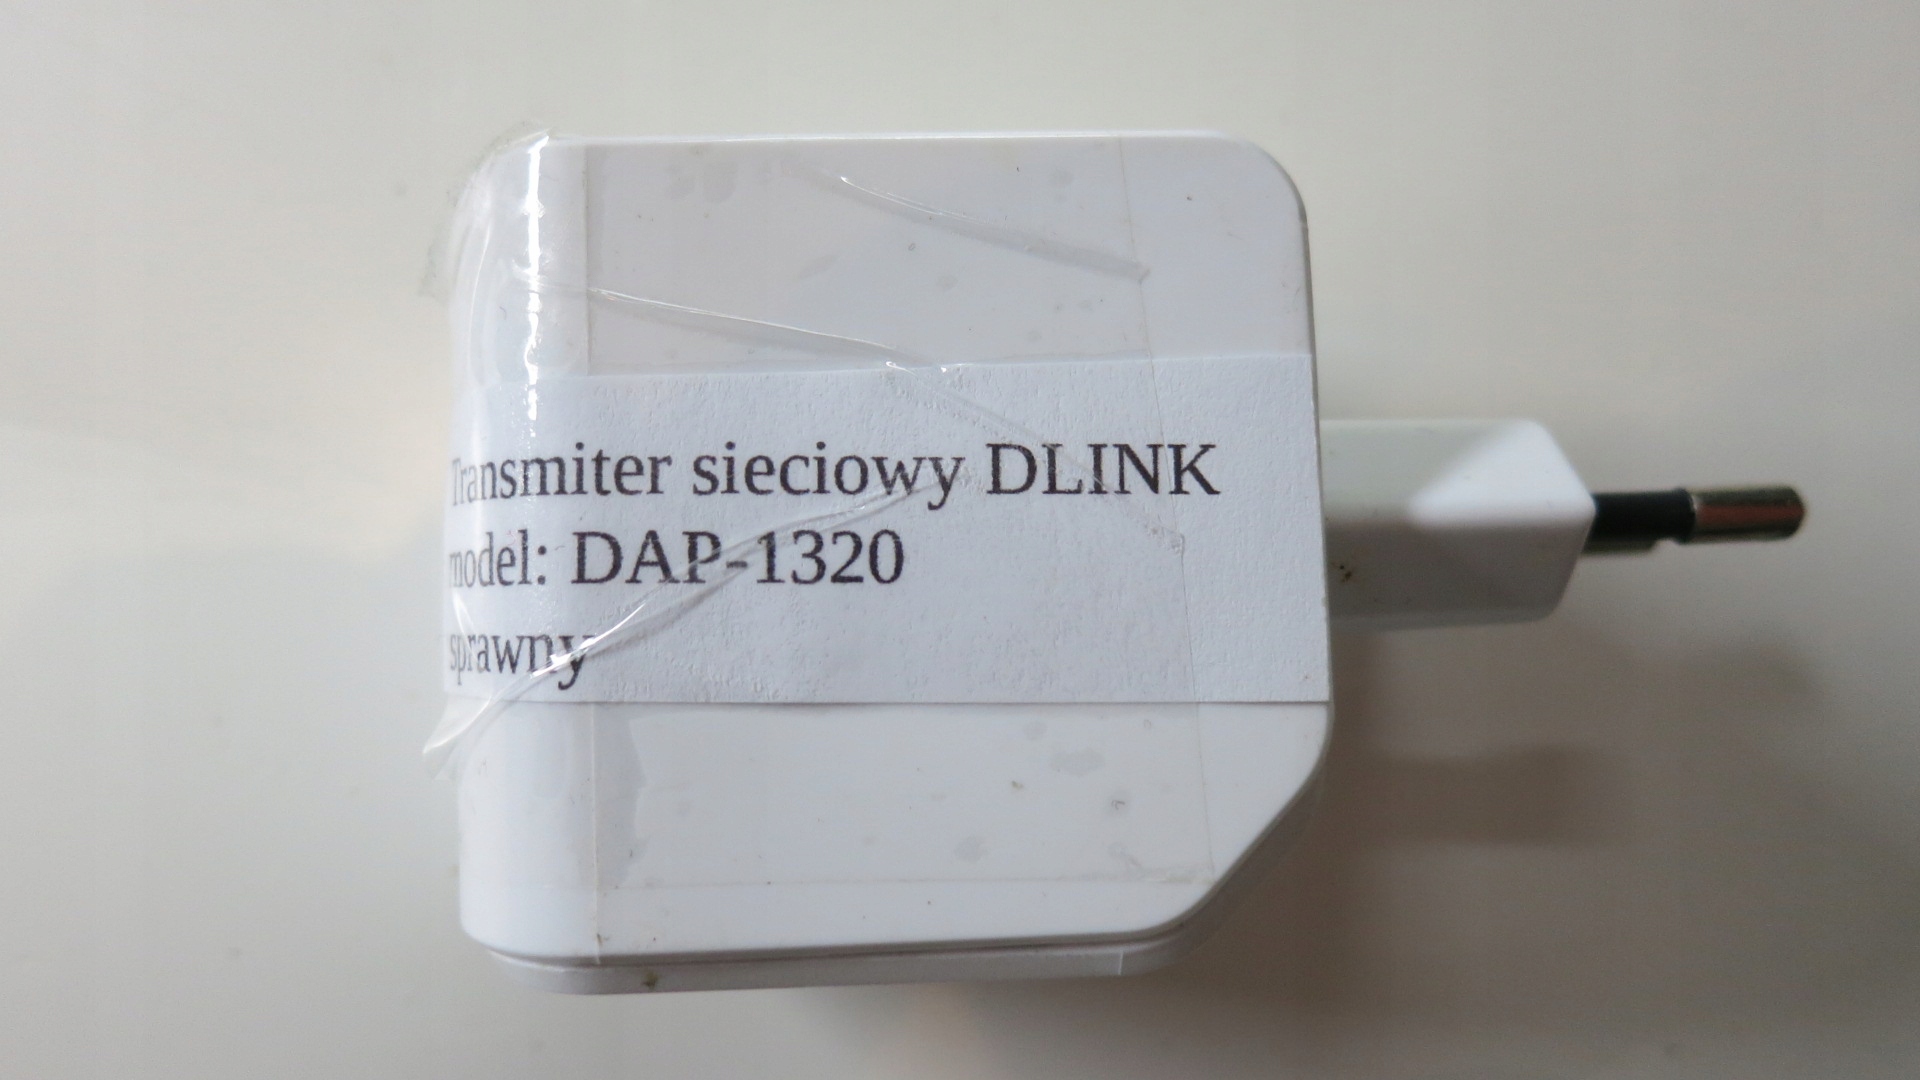 Transmiter sieciowy DLINK
model: DAP-1320
sprawny